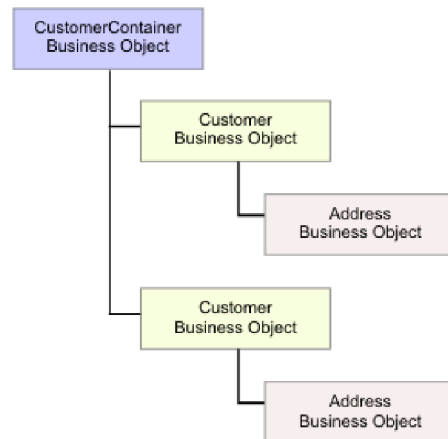 CustomerContainer
Business Object
Customer
Business Object
Address
Business Object
Customer
Business Object
Address
Business Object